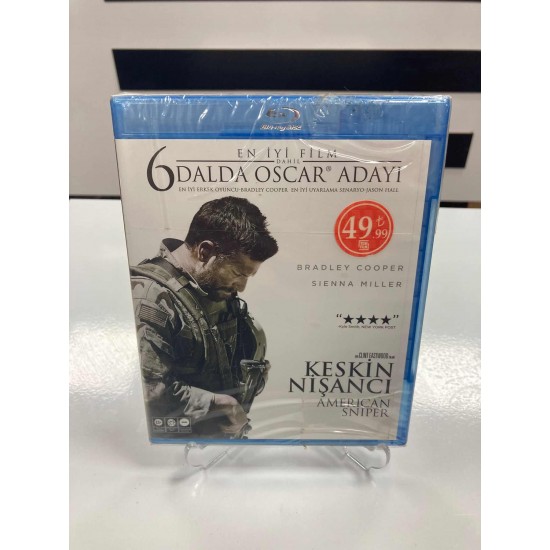 Blu-ray Disc
EN İYİ FİLM
DAHİL
6 DALDA OSCAR® ADAYI
EN İYİ ERKEK OYUNCU-BRADLEY COOPER EN İYİ UYARLAMA SENARYO-JASON HALL
49 ₺
99
BRADLEY COOPER
SIENNA MILLER
"★★★★"
NEW YORK POST
CLINT EASTWOOD
KESKİN
NİŞANCI
AMERICAN
SNIPER